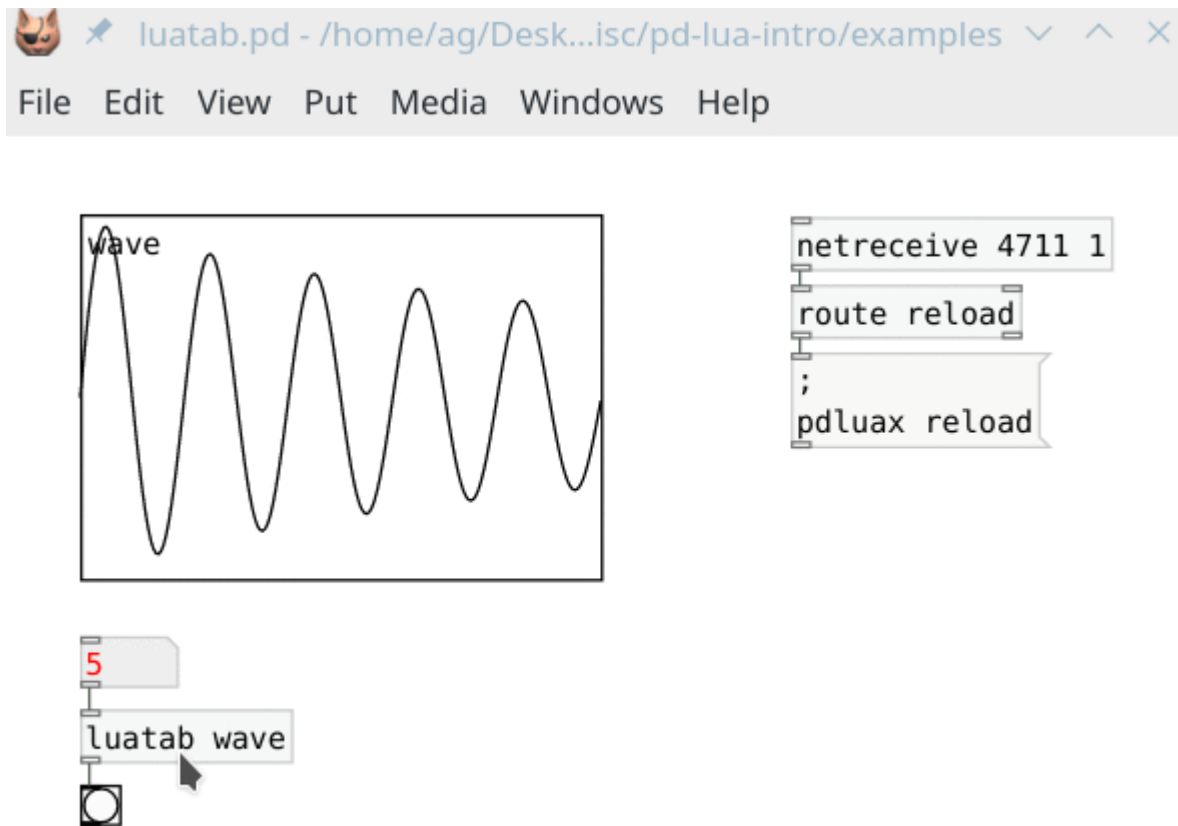 luatab.pd - /home/ag/Desk...isc/pd-lua-intro/examples
File Edit View Put Media Windows Help
wave
netreceive 4711 1
route reload
;
pdluax reload
5
luatab wave